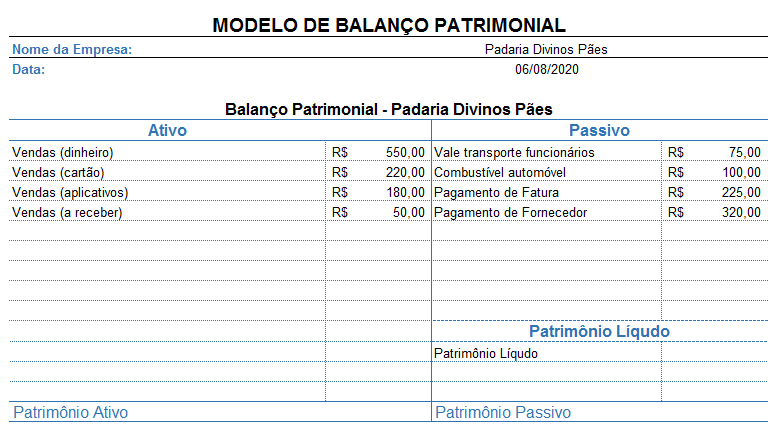 MODELO DE BALANÇO PATRIMONIAL
Nome da Empresa: Padaria Divinos Pães
Data: 06/08/2020
Balanço Patrimonial - Padaria Divinos Pães
Ativo Passivo
Vendas (dinheiro) R$ 550,00 Vale transporte funcionários R$ 75,00
Vendas (cartão) R$ 220,00 Combustível automóvel R$ 100,00
Vendas (aplicativos) R$ 180,00 Pagamento de Fatura R$ 225,00
Vendas (a receber) R$ 50,00 Pagamento de Fornecedor R$ 320,00
Patrimônio Líqudo
Patrimônio Líqudo
Patrimônio Ativo Patrimônio Passivo